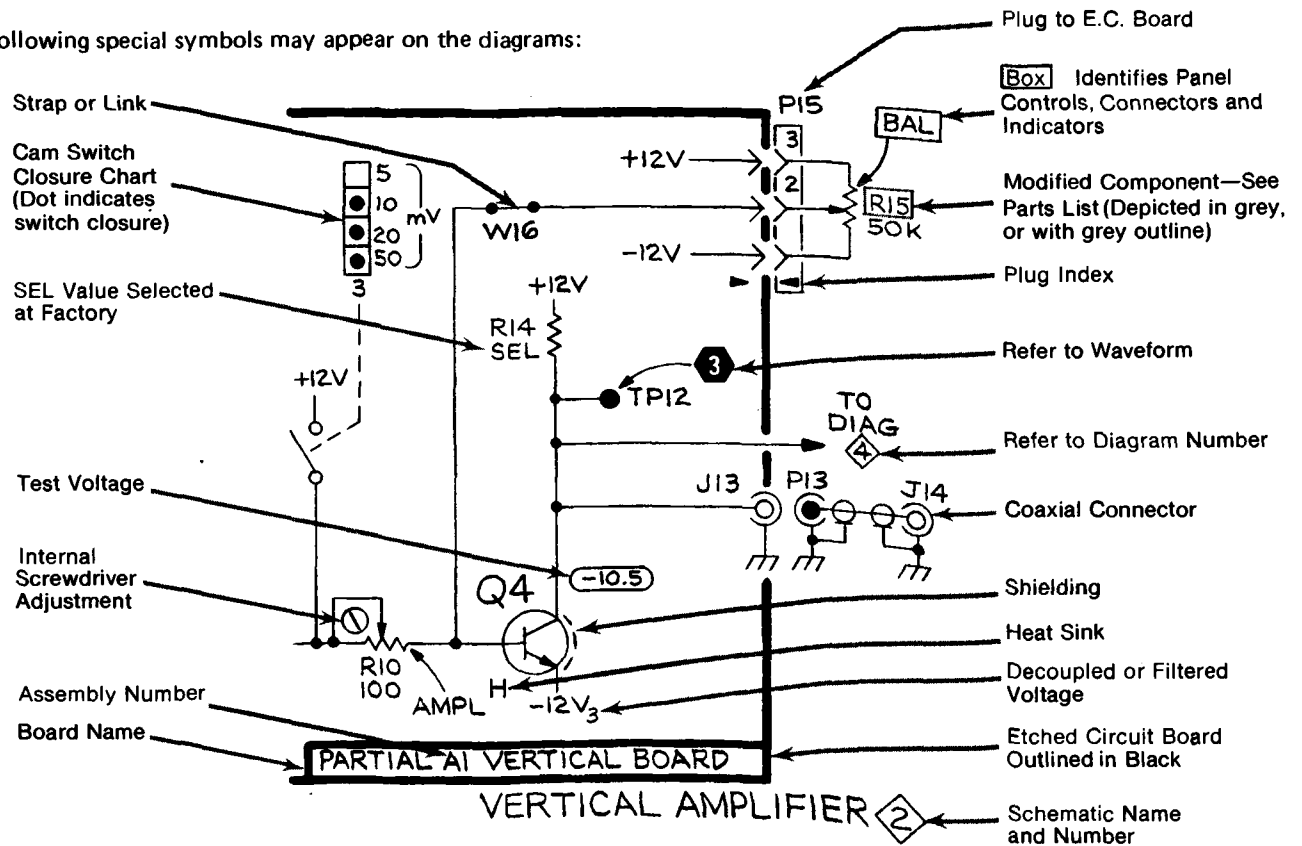 ollowing special symbols may appear on the diagrams:
Plug to E.C. Board
Box Identifies Panel
Controls, Connectors and
Indicators
Modified Component—See
Parts List (Depicted in grey,
or with grey outline)
Plug Index
Refer to Waveform
Refer to Diagram Number
Coaxial Connector
Shielding
Heat Sink
Decoupled or Filtered
Voltage
Etched Circuit Board
Outlined in Black
Schematic Name
and Number
Strap or Link
Cam Switch
Closure Chart
(Dot indicates
switch closure)
SEL Value Selected
at Factory
Test Voltage
Internal
Screwdriver
Adjustment
Assembly Number
Board Name
5
10
20
50
mV
3
+12V
W16
P15
3
2
BAL
+12V
R15
50K
-12V
+12V
R14
SEL
3
TP12
TO
DIAG
4
J13
P13
J14
-10.5
Q4
R10
100
AMPL
H
-12V3
PARTIAL A1 VERTICAL BOARD
VERTICAL AMPLIFIER 2